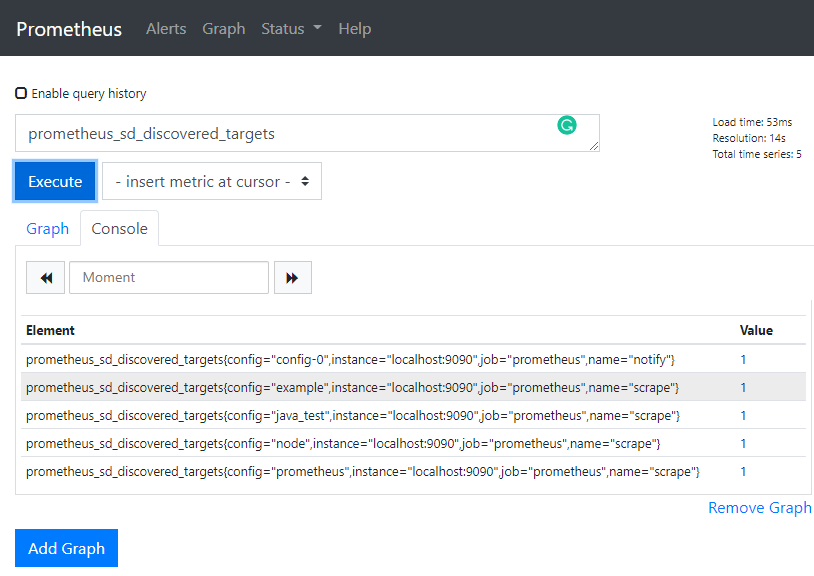 Prometheus Alerts Graph Status Help
Enable query history
prometheus_sd_discovered_targets
Load time: 53ms
Resolution: 14s
Total time series: 5
Execute - insert metric at cursor -
Graph Console
Moment
Element Value
prometheus_sd_discovered_targets{config="config-0",instance="localhost:9090",job="prometheus",name="notify"} 1
prometheus_sd_discovered_targets{config="example",instance="localhost:9090",job="prometheus",name="scrape"} 1
prometheus_sd_discovered_targets{config="java_test",instance="localhost:9090",job="prometheus",name="scrape"} 1
prometheus_sd_discovered_targets{config="node",instance="localhost:9090",job="prometheus",name="scrape"} 1
prometheus_sd_discovered_targets{config="prometheus",instance="localhost:9090",job="prometheus",name="scrape"} 1
Remove Graph
Add Graph